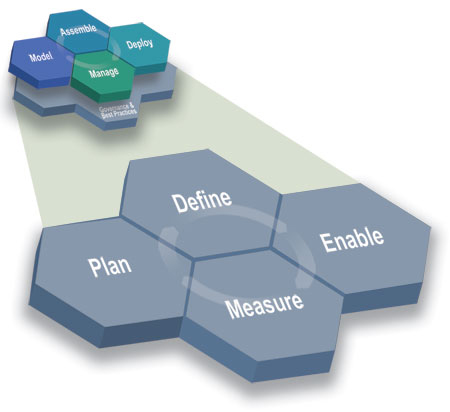 Assemble
Deploy
Model
Manage
Governance &
Best Practices
Define
Enable
Plan
Measure